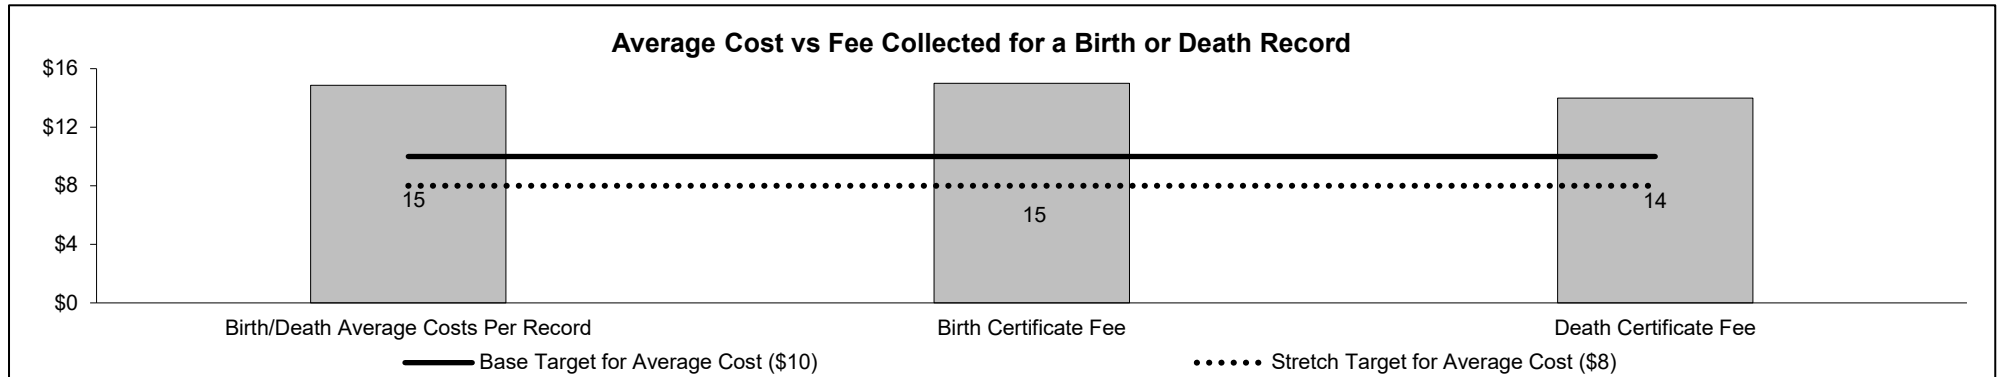 Average Cost vs Fee Collected for a Birth or Death Record
$16
$12
$8
$4
$0
15
15
14
Birth/Death Average Costs Per Record
Birth Certificate Fee
Death Certificate Fee
Base Target for Average Cost ($10)
Stretch Target for Average Cost ($8)